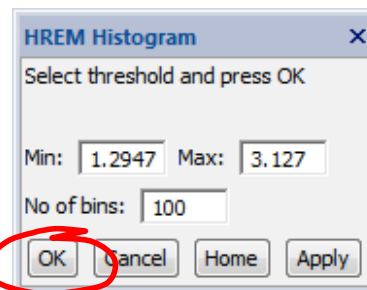 HREM Histogram
Select threshold and press OK
Min: 1.2947 Max: 3.127
No of bins: 100
OK Cancel Home Apply